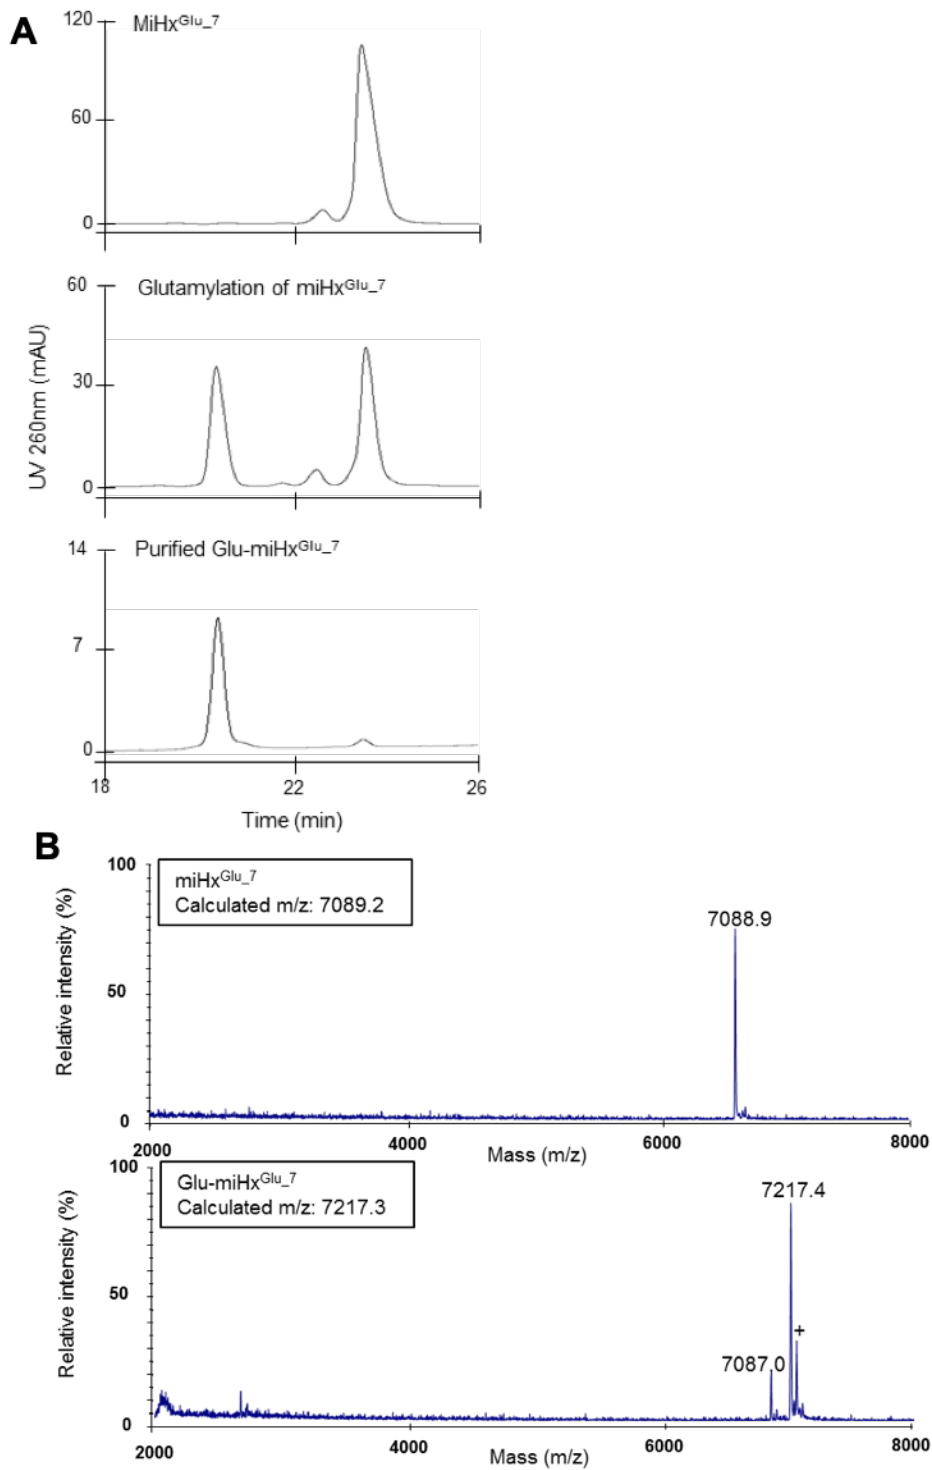 A
MiHxGlu_7
120
60
0
Glutamylation of miHxGlu_7
60
30
0
UV 260nm (mAU)
Purified Glu-miHxGlu_7
14
7
0
18 22 26
Time (min)
B
miHxGlu_7
Calculated m/z: 7089.2
7088.9
100
50
0
Relative intensity (%)
2000 4000 6000 8000
Mass (m/z)
Glu-miHxGlu_7
Calculated m/z: 7217.3
7217.4
+
7087.0
100
50
0
Relative intensity (%)
2000 4000 6000 8000
Mass (m/z)